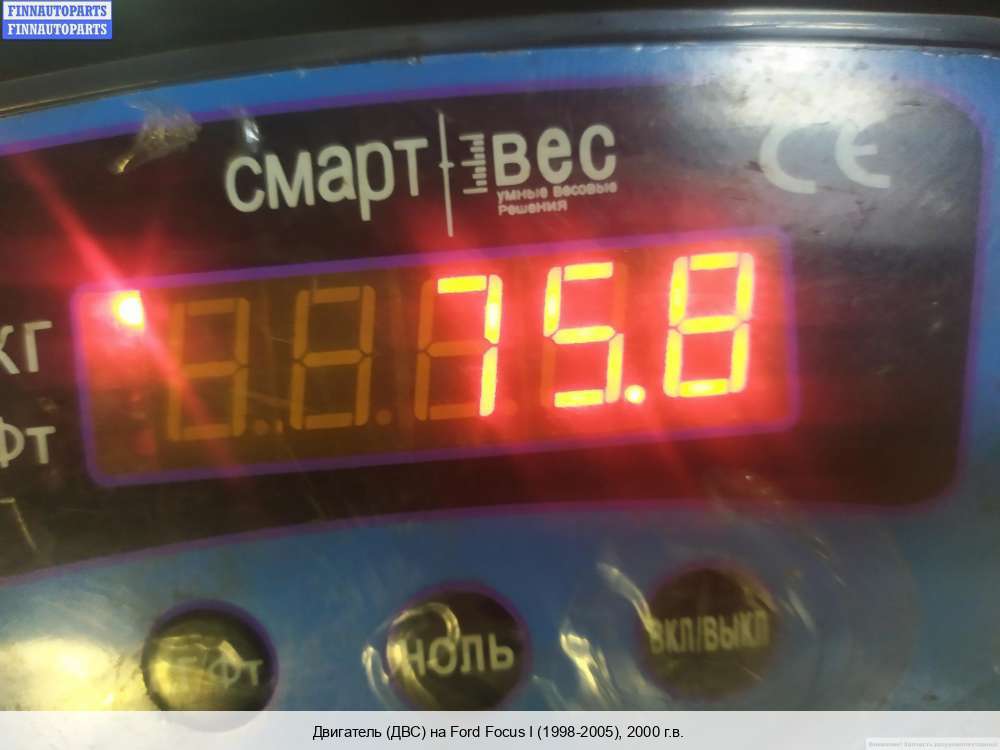 FINNAUTOPARTS
FINNAUTOPARTS
смарт вес
умные весовые
решения
CE
кг
75.8
фт
НОЛЬ
ВКЛ/ВЫКЛ
Двигатель (ДВС) на Ford Focus I (1998-2005), 2000 г.в.